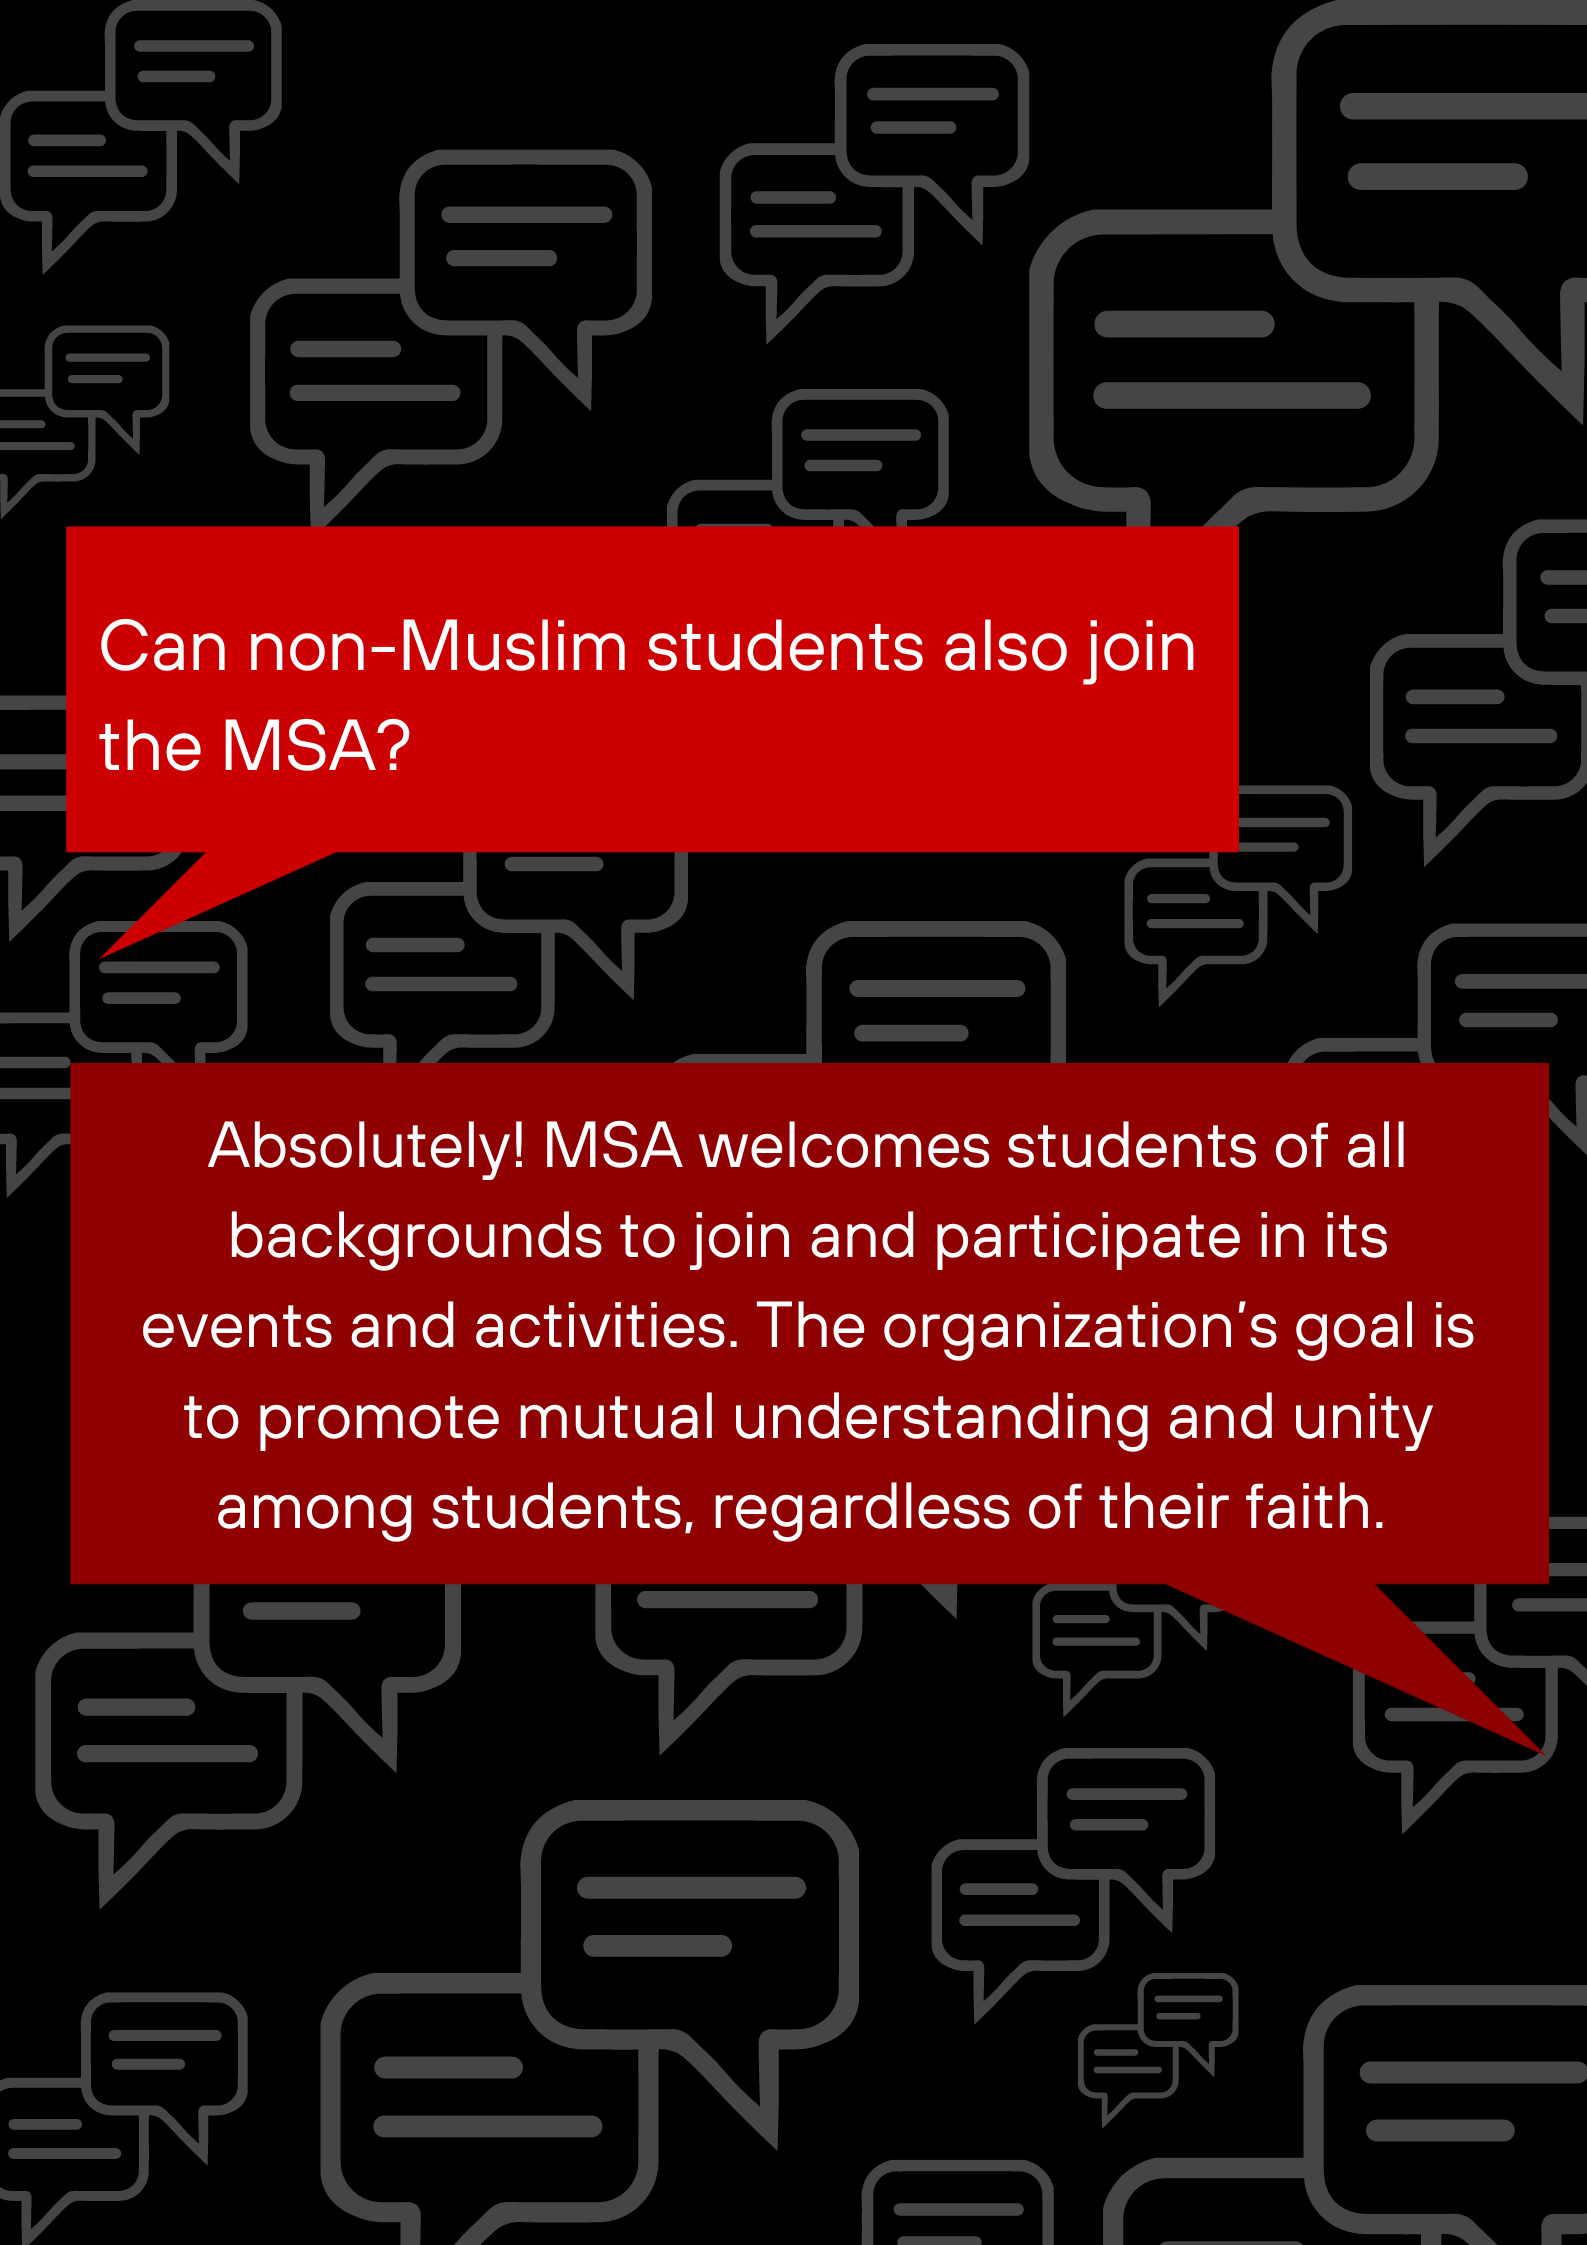 Can non-Muslim students also join
the MSA?
Absolutely! MSA welcomes students of all
backgrounds to join and participate in its
events and activities. The organization’s goal is
to promote mutual understanding and unity
among students, regardless of their faith.